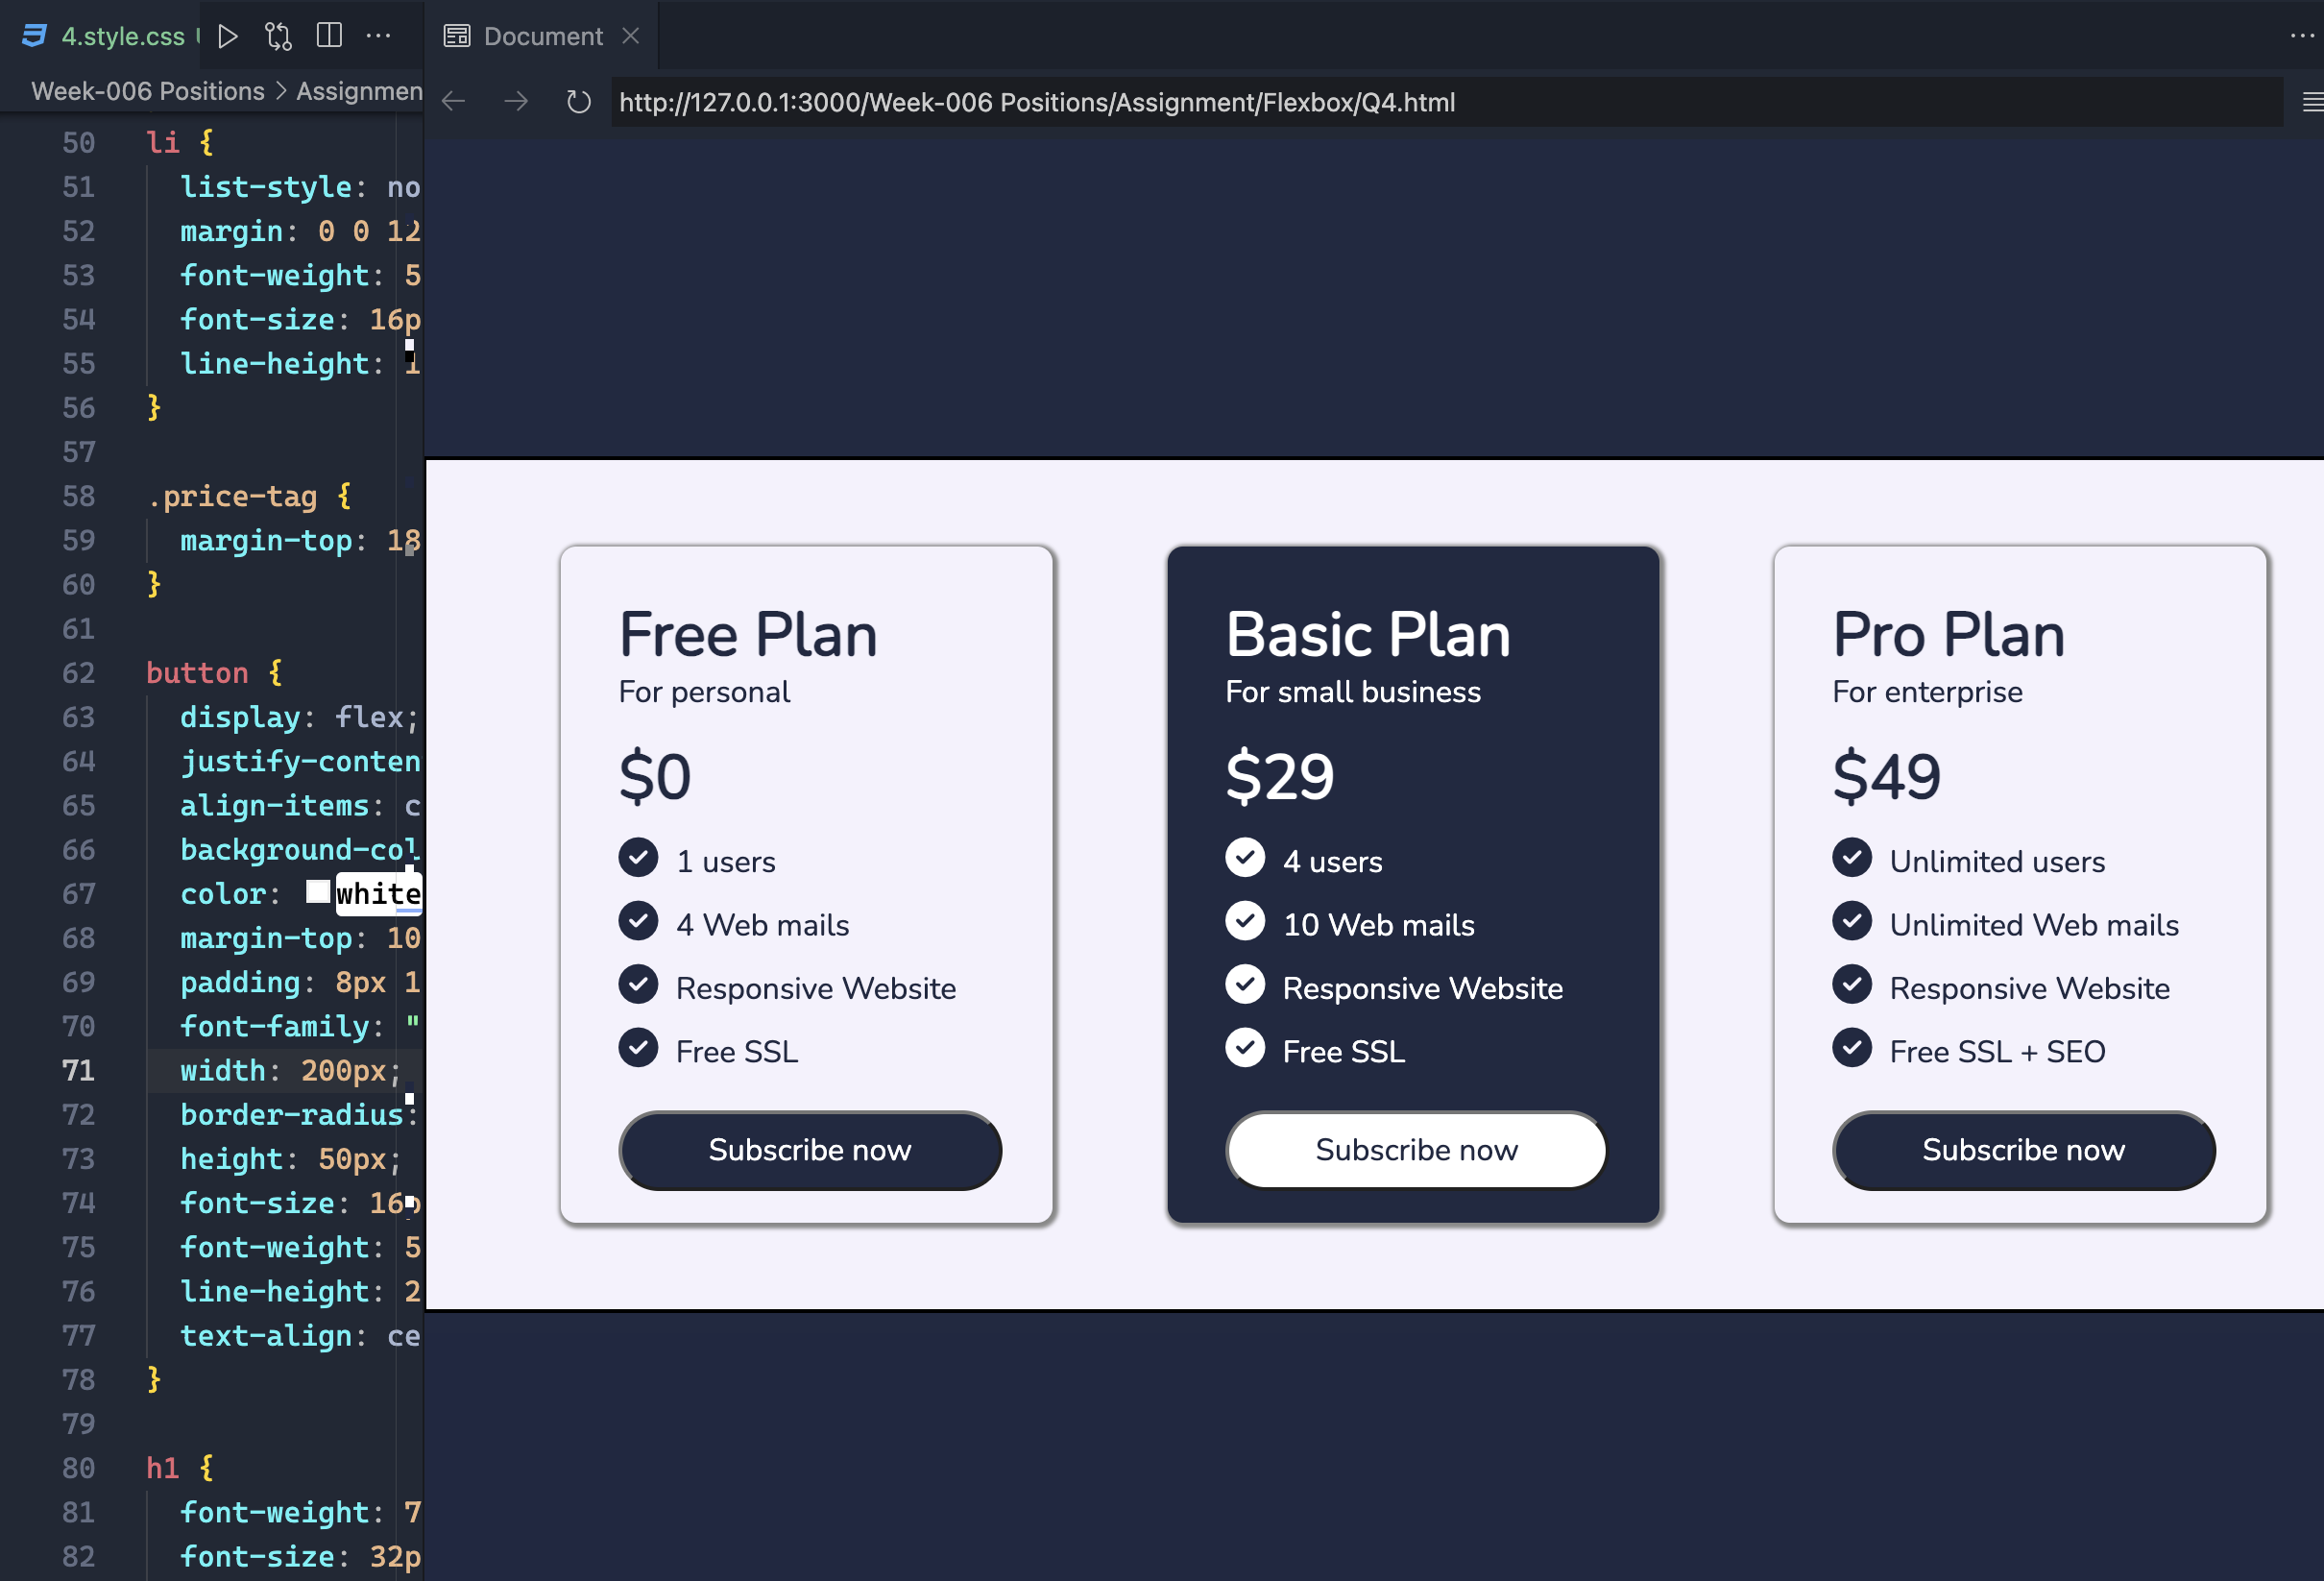 4.style.css
Document
Week-006 Positions > Assignmen
http://127.0.0.1:3000/Week-006 Positions/Assignment/Flexbox/Q4.html
50 li {
51 list-style: no
52 margin: 0 0 12
53 font-weight: 5
54 font-size: 16p
55 line-height: 1
56 }
57
58 .price-tag {
59 margin-top: 18
60 }
61
62 button {
63 display: flex;
64 justify-conten
65 align-items: c
66 background-col
67 color: white
68 margin-top: 10
69 padding: 8px 1
70 font-family: "
71 width: 200px;
72 border-radius:
73 height: 50px;
74 font-size: 16p
75 font-weight: 5
76 line-height: 2
77 text-align: ce
78 }
79
80 h1 {
81 font-weight: 7
82 font-size: 32p
Free Plan
For personal
$0
1 users
4 Web mails
Responsive Website
Free SSL
Subscribe now
Basic Plan
For small business
$29
4 users
10 Web mails
Responsive Website
Free SSL
Subscribe now
Pro Plan
For enterprise
$49
Unlimited users
Unlimited Web mails
Responsive Website
Free SSL + SEO
Subscribe now